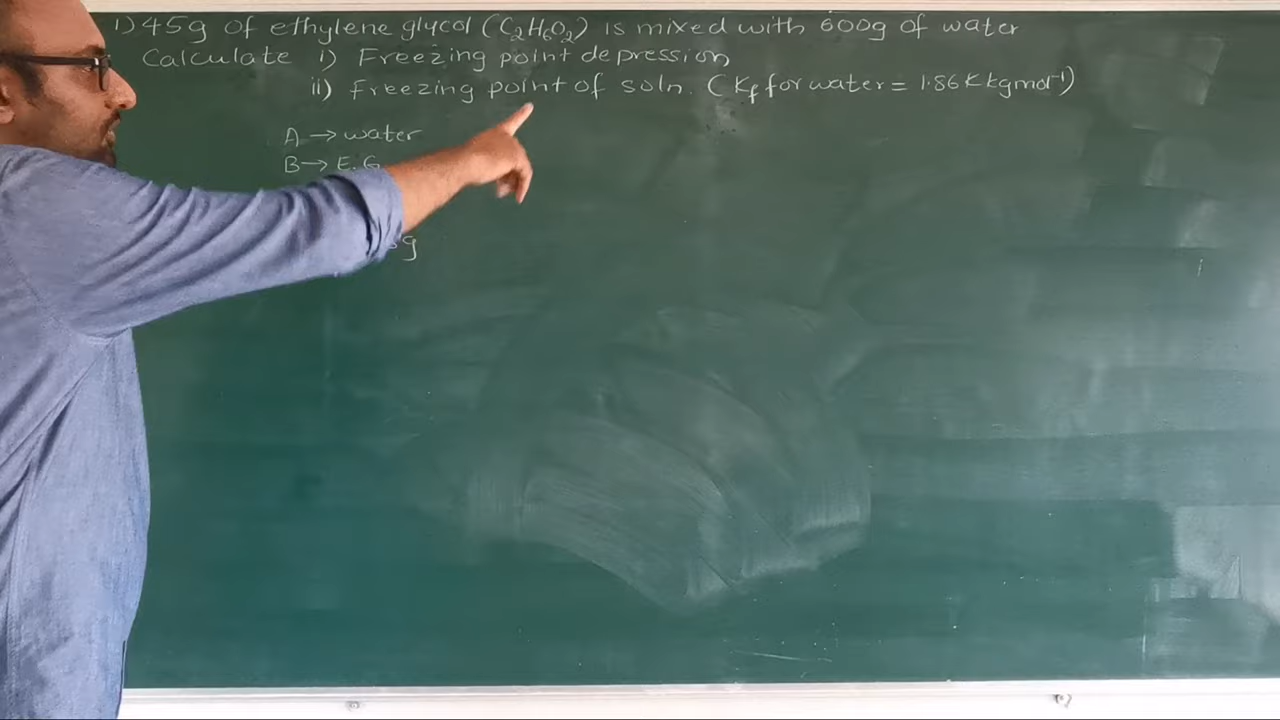 1) 45g of ethylene glycol (C₂H₆O₂) is mixed with 600g of water
Calculate i) Freezing point depression
ii) Freezing point of soln. (Kf for water = 1.86 K kg mol⁻¹)
A → water
B → E.G
g